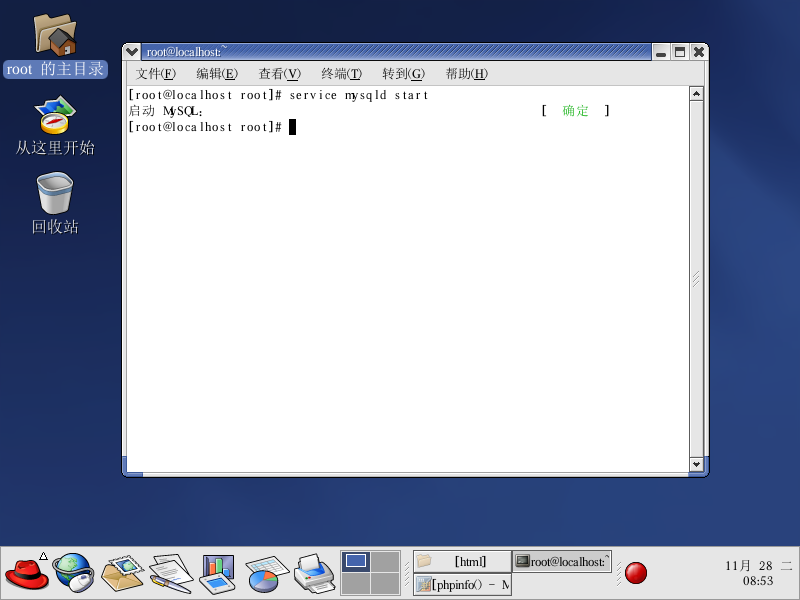 root 的主目录
从这里开始
回收站
root@localhost:~
文件(F) 编辑(E) 查看(V) 终端(T) 转到(G) 帮助(H)
[root@localhost root]# service mysqld start
启动 MySQL: [ 确定 ]
[root@localhost root]#
[html]
root@localhost:~
[phpinfo() - M
11月 28 二
08:53